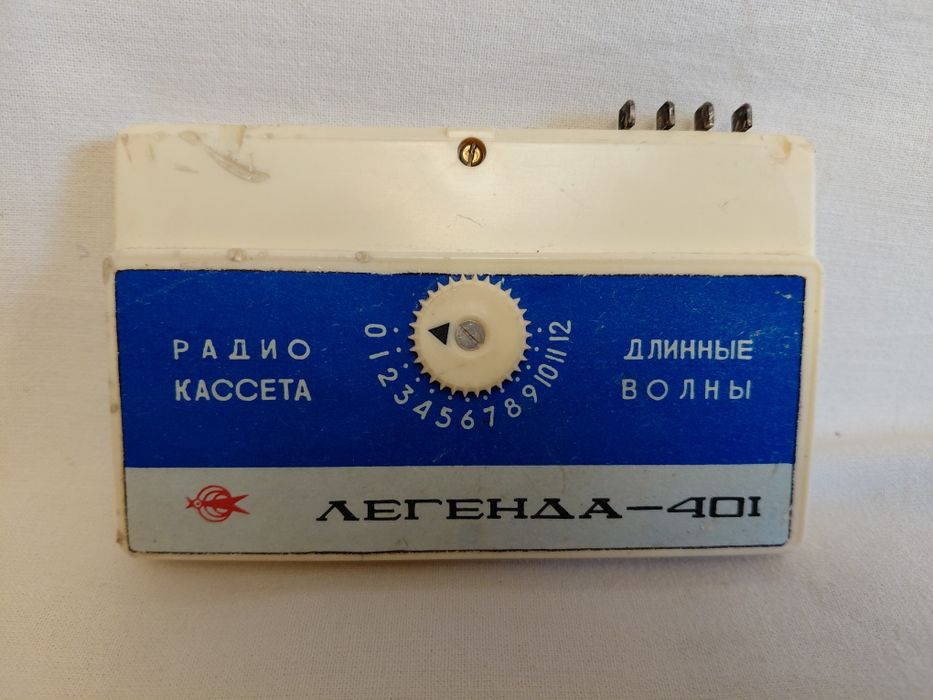 РАДИО
КАССЕТА
0 1 2 3 4 5 6 7 8 9 10 11 12
ДЛИННЫЕ
ВОЛНЫ
ЛЕГЕНДА-401